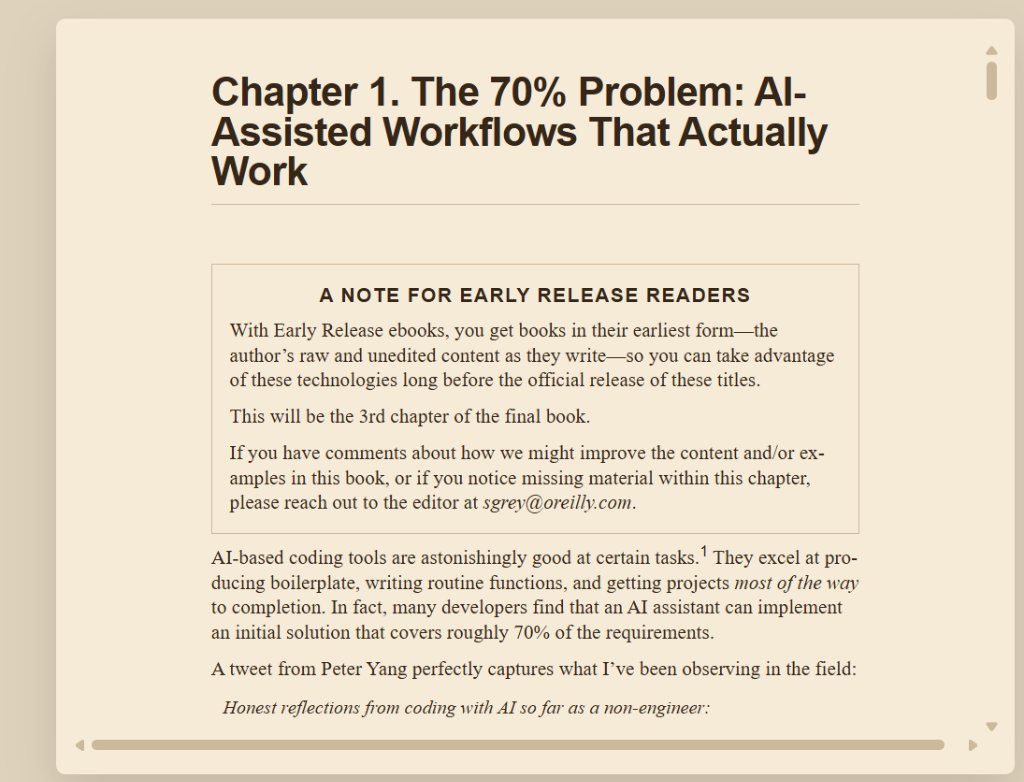 Chapter 1. The 70% Problem: AI-
Assisted Workflows That Actually
Work
A NOTE FOR EARLY RELEASE READERS
With Early Release ebooks, you get books in their earliest form—the
author’s raw and unedited content as they write—so you can take advantage
of these technologies long before the official release of these titles.
This will be the 3rd chapter of the final book.
If you have comments about how we might improve the content and/or ex-
amples in this book, or if you notice missing material within this chapter,
please reach out to the editor at sgrey@oreilly.com.
AI-based coding tools are astonishingly good at certain tasks.1 They excel at pro-
ducing boilerplate, writing routine functions, and getting projects most of the way
to completion. In fact, many developers find that an AI assistant can implement
an initial solution that covers roughly 70% of the requirements.
A tweet from Peter Yang perfectly captures what I’ve been observing in the field:
Honest reflections from coding with AI so far as a non-engineer: